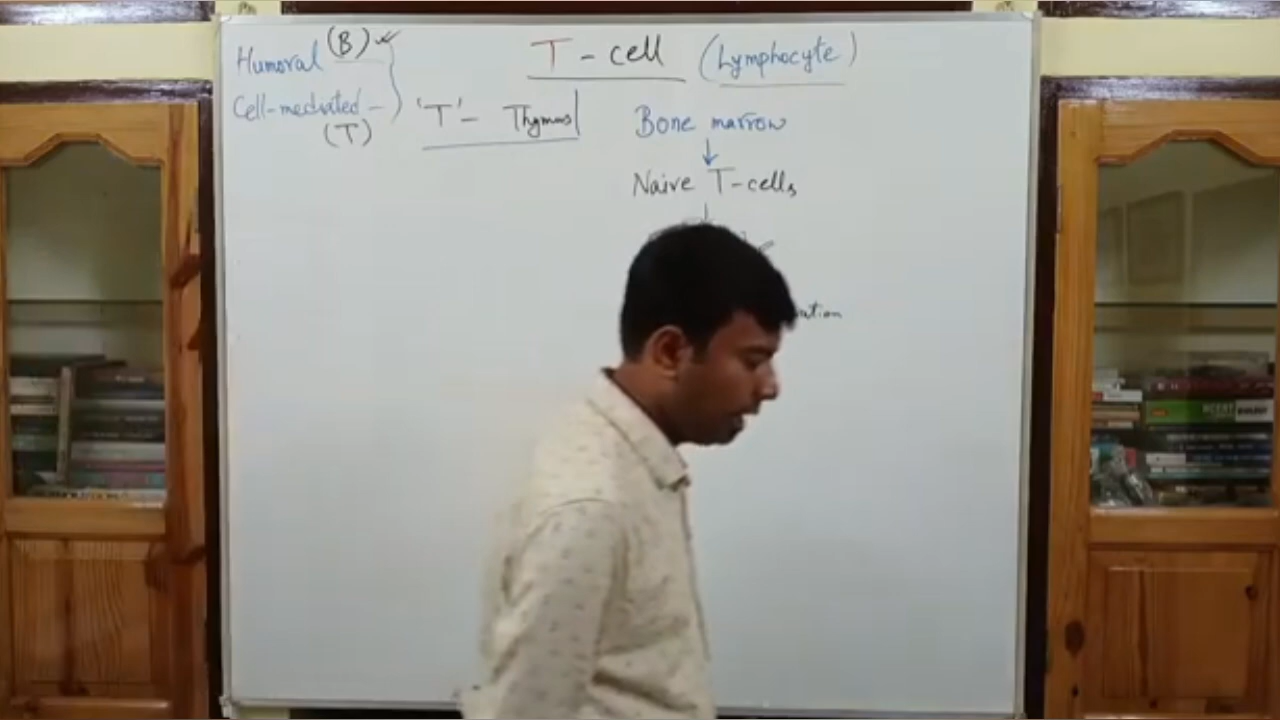 T - cell (Lymphocyte)
Humoral (B)
Cell-mediated -
(T)
'T' - Thymus
Bone marrow
↓
Naive T-cells